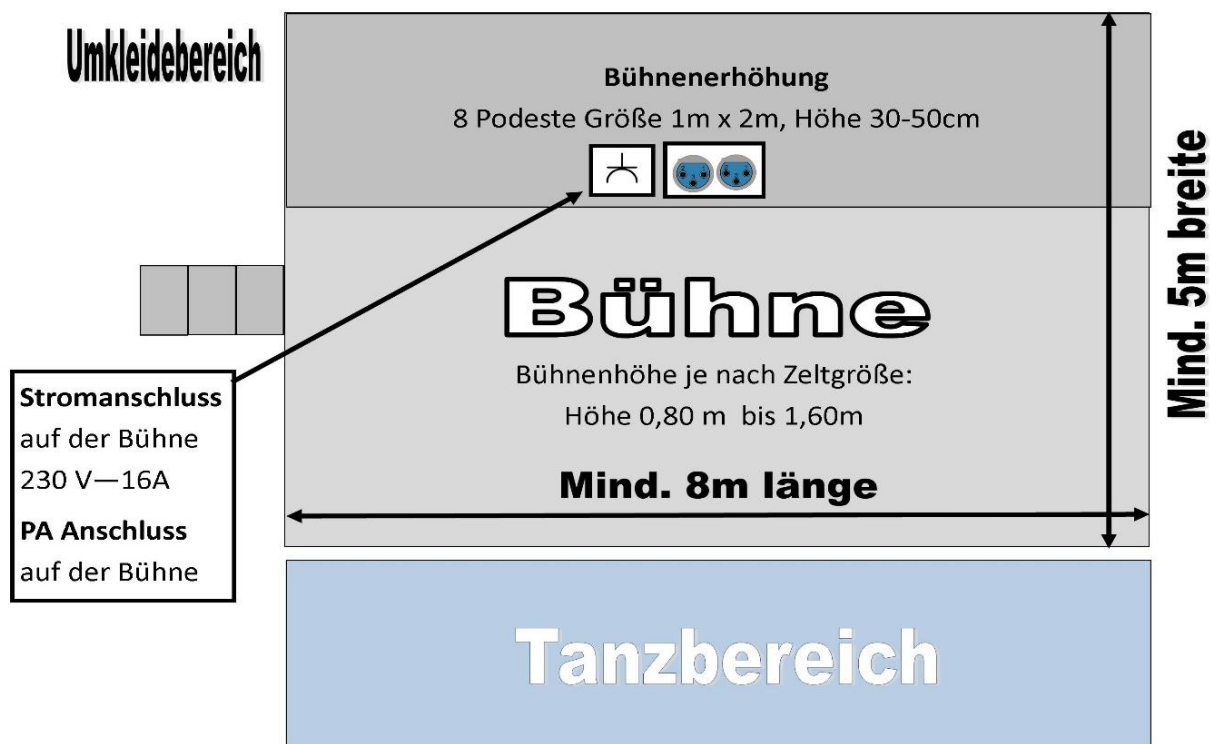 Umkleidebereich
Bühnenerhöhung
8 Podeste Größe 1m x 2m, Höhe 30-50cm
Bühne
Bühnenhöhe je nach Zeltgröße:
Höhe 0,80 m  bis 1,60m
Mind. 8m länge
Mind. 5m breite
Stromanschluss
auf der Bühne
230 V—16A
PA Anschluss
auf der Bühne
Tanzbereich